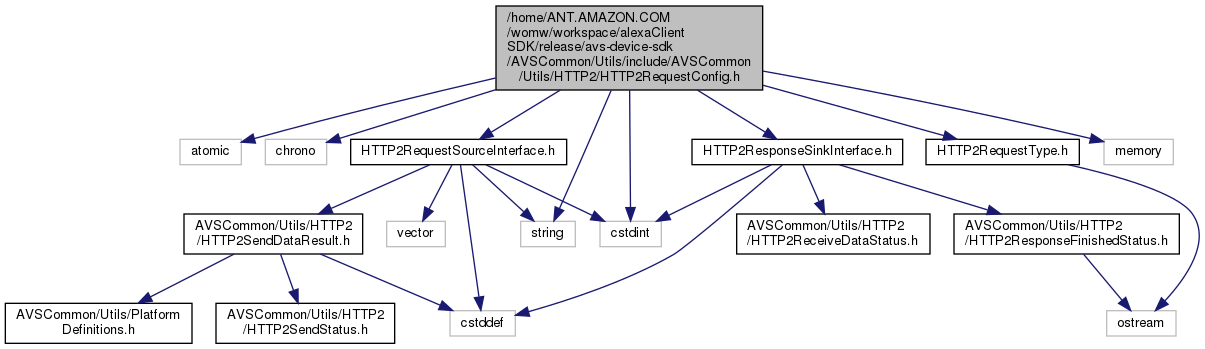 /home/ANT.AMAZON.COM
/womw/workspace/alexaClient
SDK/release/avs-device-sdk
/AVSCommon/Utils/include/AVSCommon
/Utils/HTTP2/HTTP2RequestConfig.h
atomic
chrono
HTTP2RequestSourceInterface.h
HTTP2ResponseSinkInterface.h
HTTP2RequestType.h
memory
AVSCommon/Utils/HTTP2
/HTTP2SendDataResult.h
vector
string
cstdint
AVSCommon/Utils/HTTP2
/HTTP2ReceiveDataStatus.h
AVSCommon/Utils/HTTP2
/HTTP2ResponseFinishedStatus.h
AVSCommon/Utils/Platform
Definitions.h
AVSCommon/Utils/HTTP2
/HTTP2SendStatus.h
cstddef
ostream